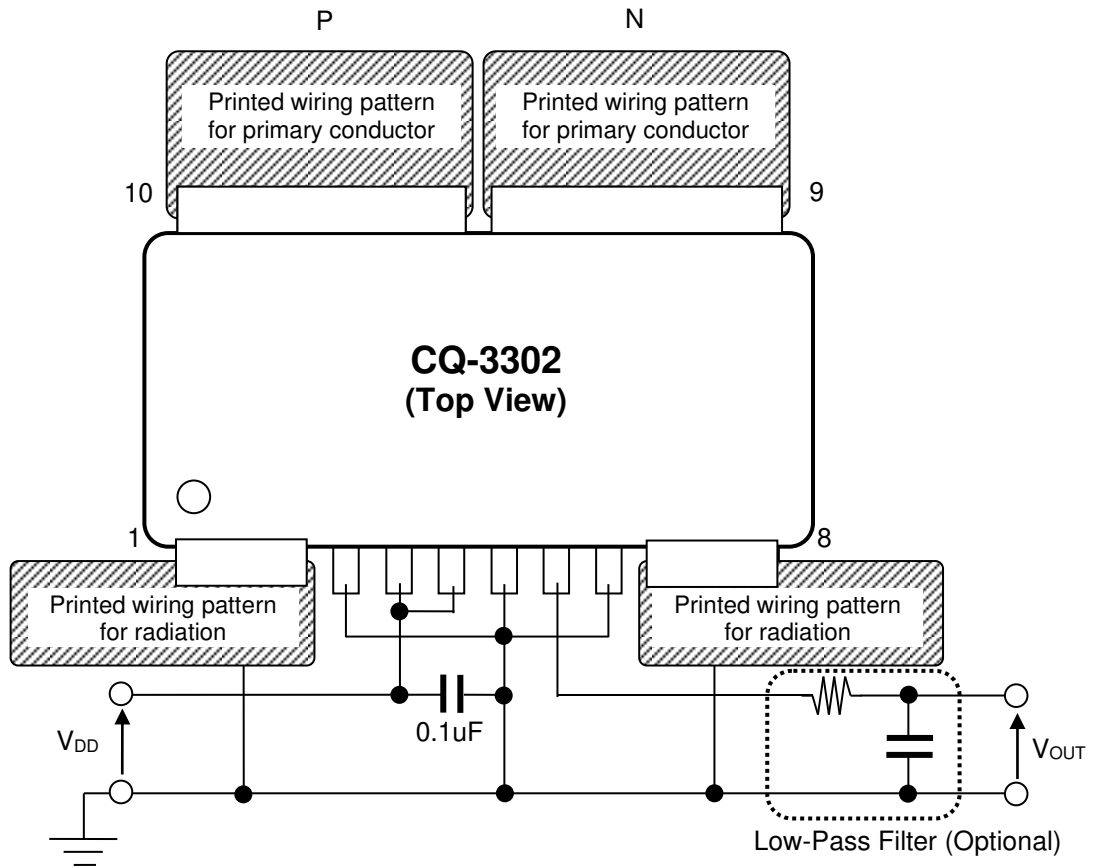 P
N
Printed wiring pattern
for primary conductor
Printed wiring pattern
for primary conductor
10
9
CQ-3302
(Top View)
1
8
Printed wiring pattern
for radiation
Printed wiring pattern
for radiation
0.1uF
VDD
VOUT
Low-Pass Filter (Optional)